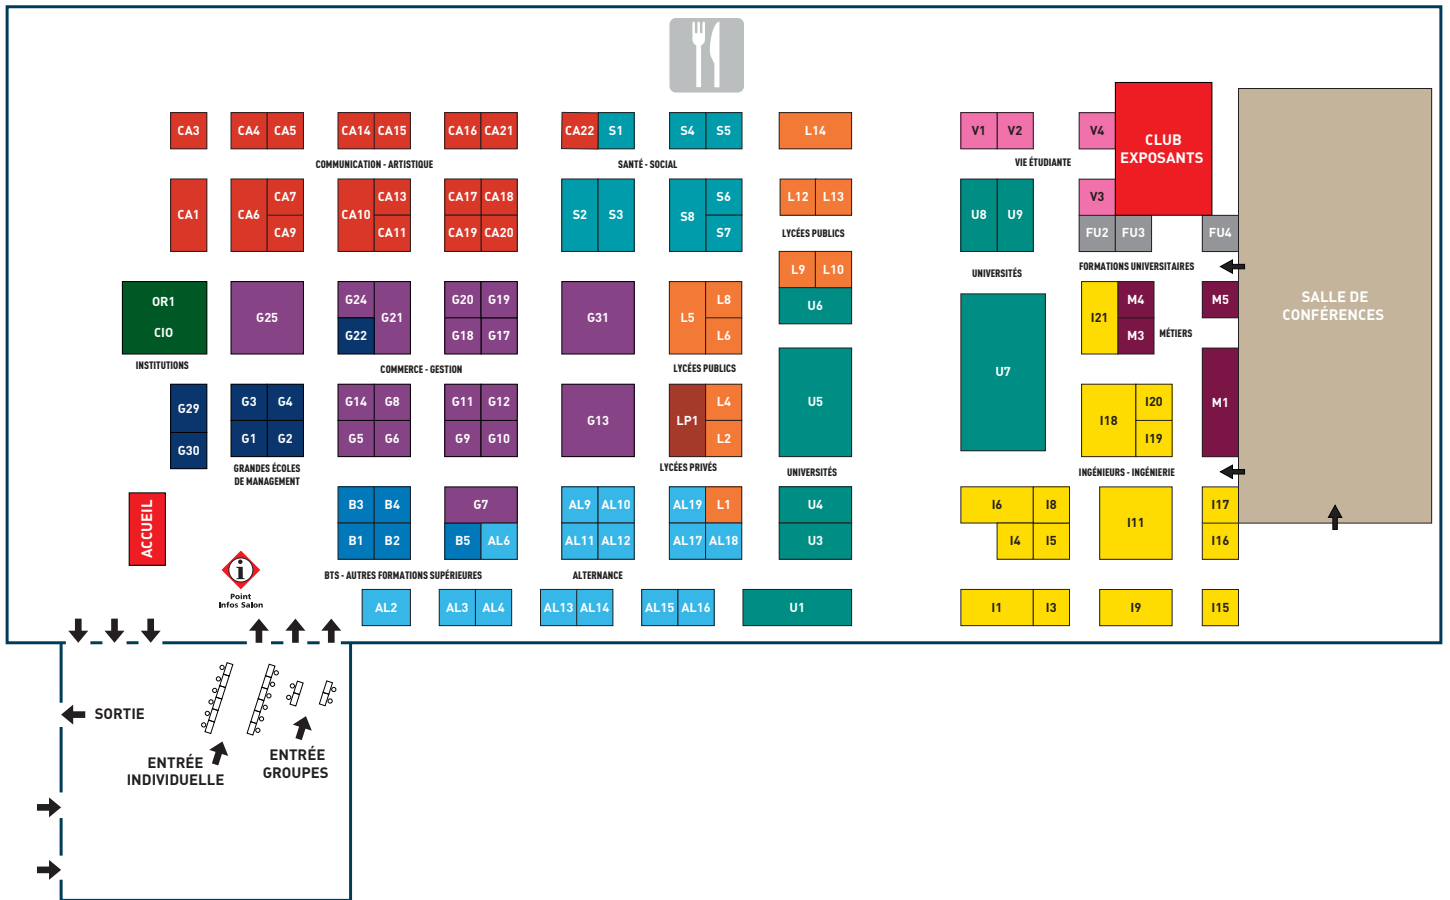 CA3 CA4 CA5 CA14 CA15 CA16 CA21 CA22 S1 S4 S5 L14 V1 V2 V4
CLUB
EXPOSANTS
COMMUNICATION - ARTISTIQUE SANTÉ - SOCIAL VIE ÉTUDIANTE
CA1 CA6 CA7 CA10 CA13 CA17 CA18 S2 S3 S8 S6 L12 L13 U8 U9 V3
CA9 CA11 CA19 CA20 S7 LYCÉES PUBLICS FU2 FU3 FU4
L9 L10 UNIVERSITÉS FORMATIONS UNIVERSITAIRES
OR1
CIO
G25 G24 G21 G20 G19 G31 L5 L8 U6 I21 M4 M5
SALLE DE
CONFÉRENCES
G22 G18 G17 L6 M3 MÉTIERS
INSTITUTIONS COMMERCE - GESTION LYCÉES PUBLICS U7
G29 G3 G4 G14 G8 G11 G12 G13 LP1 L4 U5 I18 I20 M1
G30 G1 G2 G5 G6 G9 G10 L2 I19
GRANDES ÉCOLES
DE MANAGEMENT
LYCÉES PRIVÉS UNIVERSITÉS INGÉNIEURS - INGÉNIERIE
ACCUEIL
B3 B4 G7 AL9 AL10 AL19 L1 U4 I6 I8 I11 I17
B1 B2 B5 AL6 AL11 AL12 AL17 AL18 U3 I4 I5 I16
i
Point
Infos Salon
BTS - AUTRES FORMATIONS SUPÉRIEURES ALTERNANCE
AL2 AL3 AL4 AL13 AL14 AL15 AL16 U1 I1 I3 I9 I15
SORTIE
ENTRÉE
INDIVIDUELLE
ENTRÉE
GROUPES